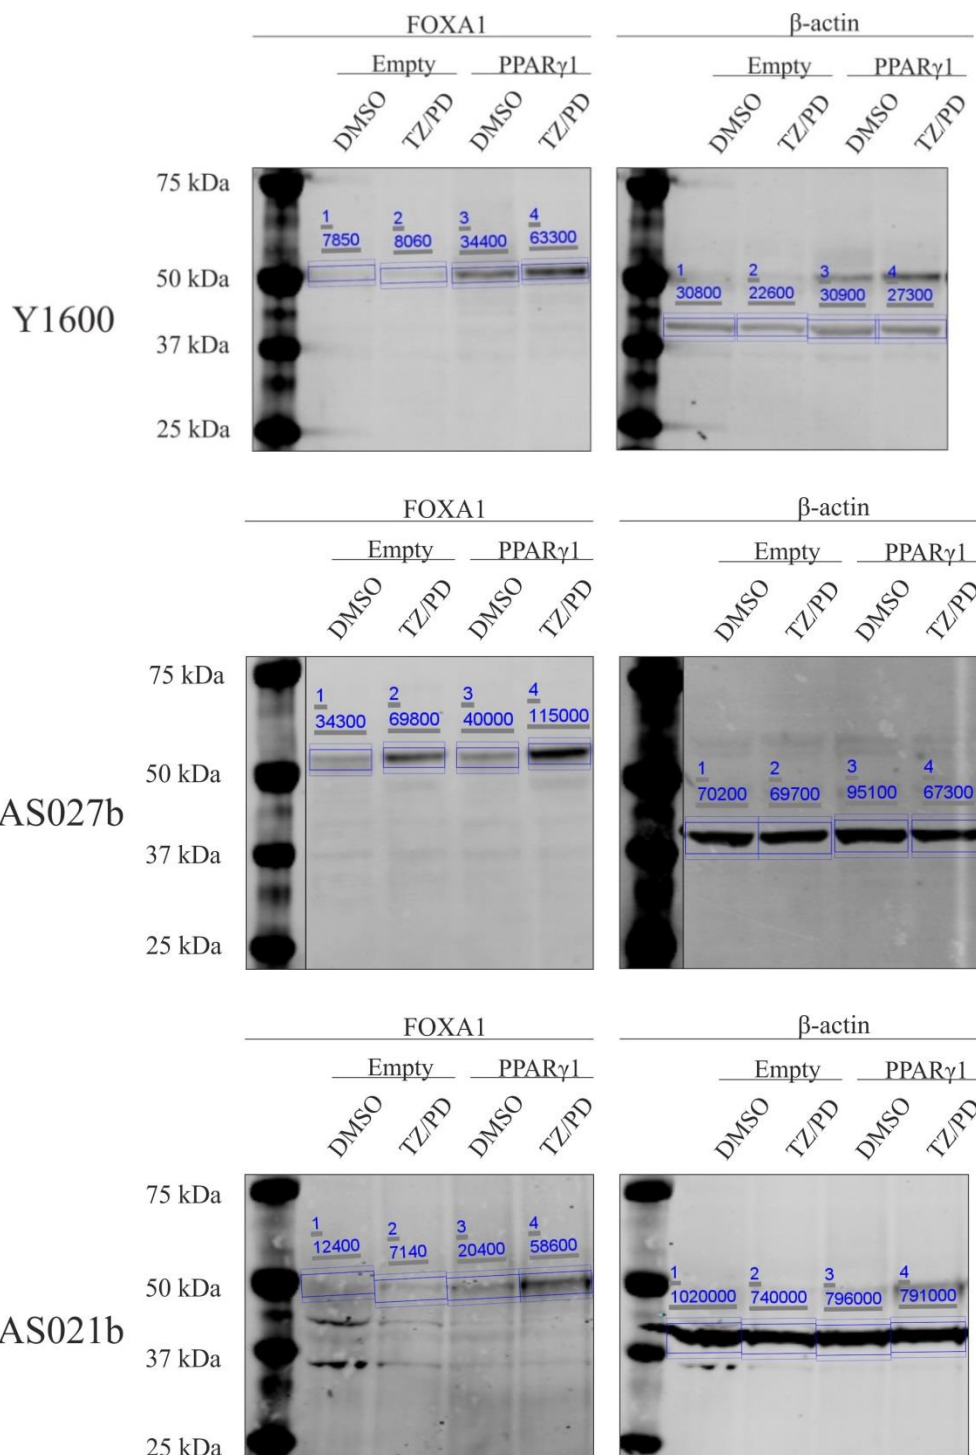 FOXA1 β-actin
Empty PPARγ1 Empty PPARγ1
DMSO TZ/PD DMSO TZ/PD DMSO TZ/PD DMSO TZ/PD
Y1600
75 kDa
1 2 3 4
7850 8060 34400 63300
50 kDa
1 2 3 4
30800 22600 30900 27300
37 kDa
25 kDa
FOXA1 β-actin
Empty PPARγ1 Empty PPARγ1
DMSO TZ/PD DMSO TZ/PD DMSO TZ/PD DMSO TZ/PD
AS027b
75 kDa
1 2 3 4
34300 69800 40000 115000
50 kDa
1 2 3 4
70200 69700 95100 67300
37 kDa
25 kDa
FOXA1 β-actin
Empty PPARγ1 Empty PPARγ1
DMSO TZ/PD DMSO TZ/PD DMSO TZ/PD DMSO TZ/PD
AS021b
75 kDa
1 2 3 4
12400 7140 20400 58600
50 kDa
1 2 3 4
1020000 740000 796000 791000
37 kDa
25 kDa